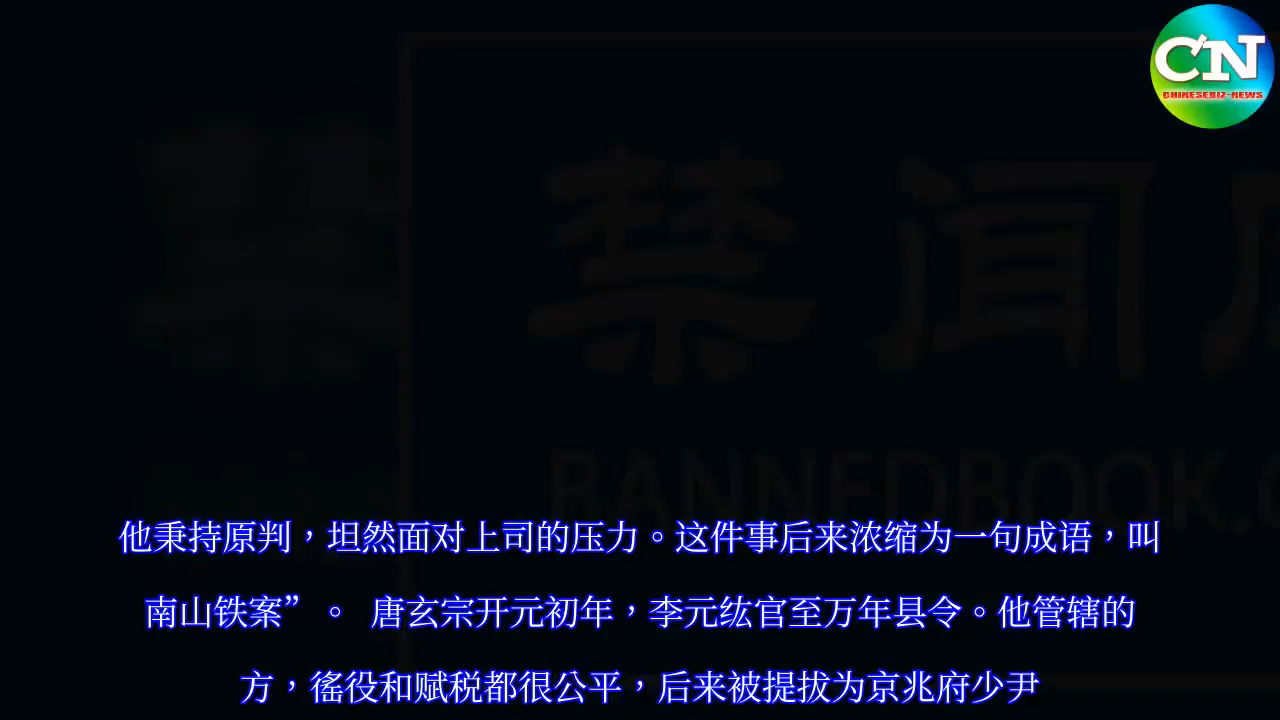 CN
CHINESEBIZ-NEWS
禁闻
BANNEDBOOK.
他秉持原判，坦然面对上司的压力。这件事后来浓缩为一句成语，叫
南山铁案”。 唐玄宗开元初年，李元纮官至万年县令。他管辖的
方，徭役和赋税都很公平，后来被提拔为京兆府少尹